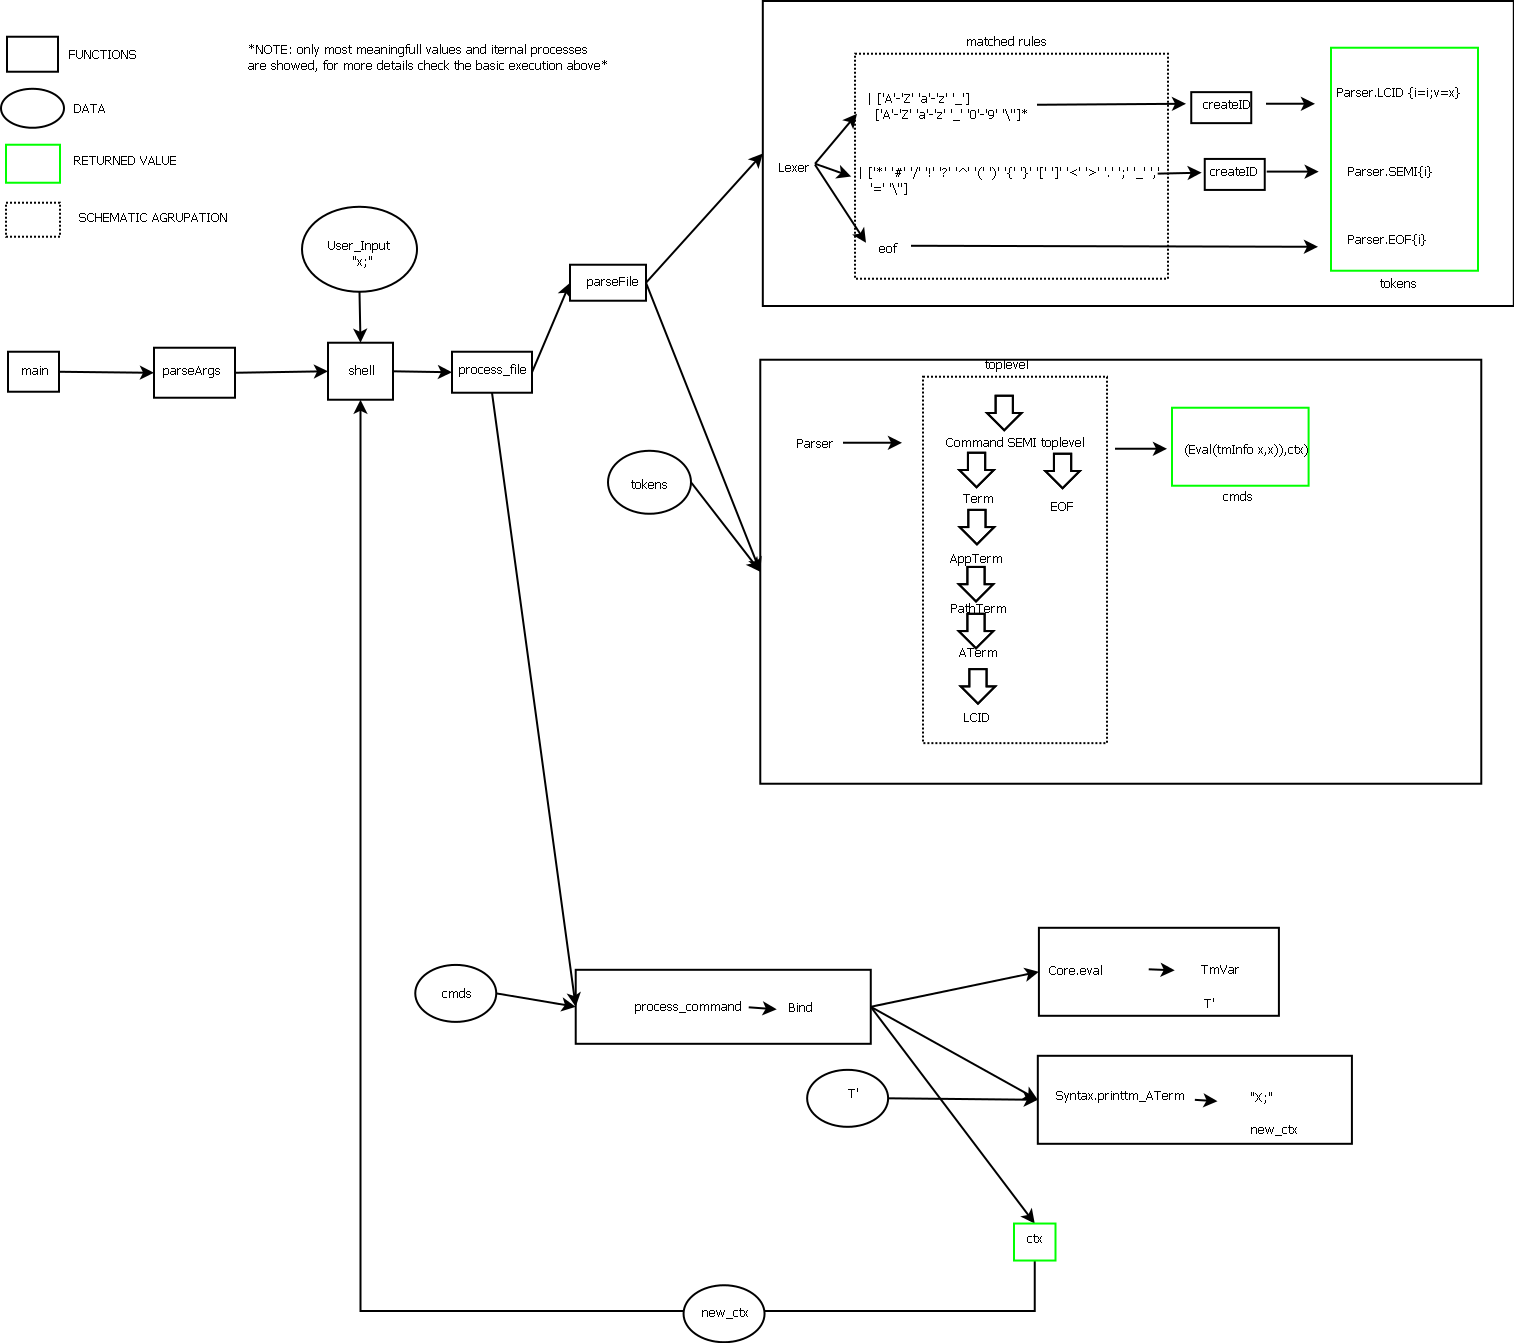 FUNCTIONS
DATA
RETURNED VALUE
SCHEMATIC AGRUPATION
*NOTE: only most meaningfull values and iternal processes
are showed, for more details check the basic execution above*
User_Input
"x;"
main
parseArgs
shell
process_file
parseFile
tokens
Lexer
matched rules
| ['A'-'Z' 'a'-'z' '_']
['A'-'Z' 'a'-'z' '_' '0'-'9' '\'']*
| ['*' '#' '/' '!' '?' '^' '(' ')' '{' '}' '[' ']' '<' '>' '.' ';' '_' ','
'=' '\'']
eof
createID
createID
Parser.LCID {i=i;v=x}
Parser.SEMI{i}
Parser.EOF{i}
tokens
toplevel
Parser
Command SEMI toplevel
Term
EOF
AppTerm
PathTerm
ATerm
LCID
(Eval(tmInfo x,x)),ctx)
cmds
cmds
process_command
Bind
Core.eval
TmVar
T'
T'
Syntax.printtm_ATerm
"X;"
new_ctx
ctx
new_ctx